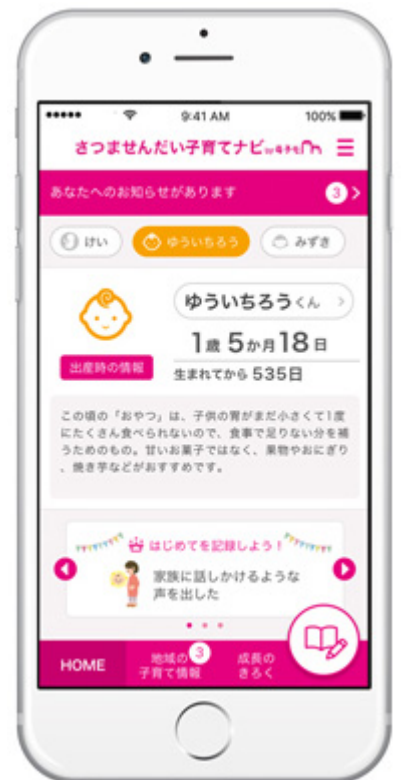 9:41 AM
100%
さつませんだい子育てナビ
あなたへのお知らせがあります
3
けい
ゆういちろう
みずき
ゆういちろうくん
1歳 5か月18日
出産時の情報
生まれてから 535日
この頃の「おやつ」は、子供の胃がまだ小さくて1度
にたくさん食べられないので、食事で足りない分を補
うためのもの。甘いお菓子ではなく、果物やおにぎり
、焼き芋などがおすすめです。
はじめてを記録しよう!
家族に話しかけるような
声を出した
HOME
地域の
子育て情報
3
成長の
きろく